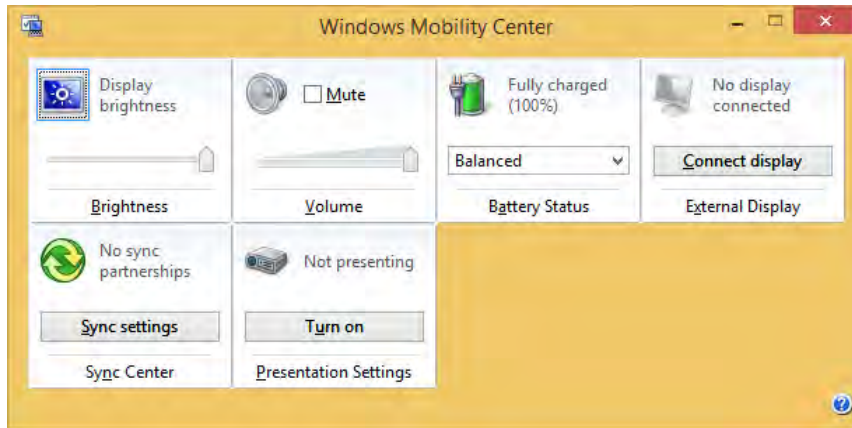 Windows Mobility Center
Display
brightness
Brightness
Mute
Volume
Fully charged
(100%)
Balanced
Battery Status
No display
connected
Connect display
External Display
No sync
partnerships
Sync settings
Sync Center
Not presenting
Turn on
Presentation Settings